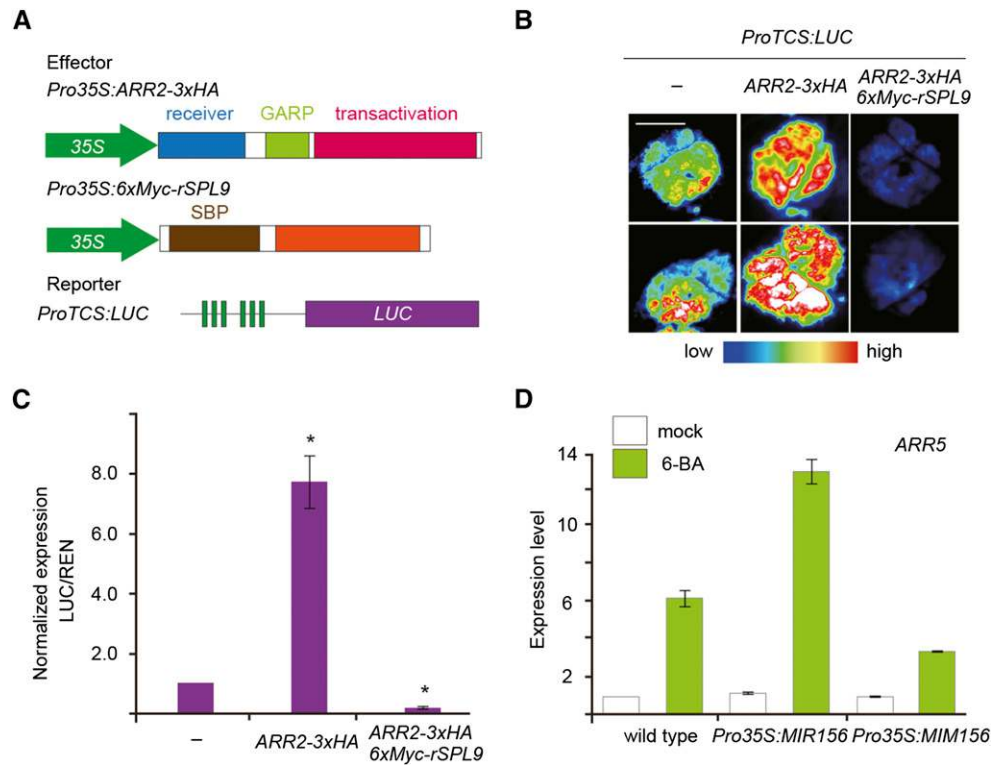 A
Effector
Pro35S:ARR2-3xHA
receiver GARP transactivation
35S
Pro35S:6xMyc-rSPL9
SBP
35S
Reporter
ProTCS:LUC
LUC
B
ProTCS:LUC
– ARR2-3xHA ARR2-3xHA
6xMyc-rSPL9
low high
C
Normalized expression
LUC/REN
8.0
6.0
4.0
2.0
*
*
– ARR2-3xHA ARR2-3xHA
6xMyc-rSPL9
D
mock
6-BA
ARR5
Expression level
14
10
6
2
wild type Pro35S:MIR156 Pro35S:MIM156